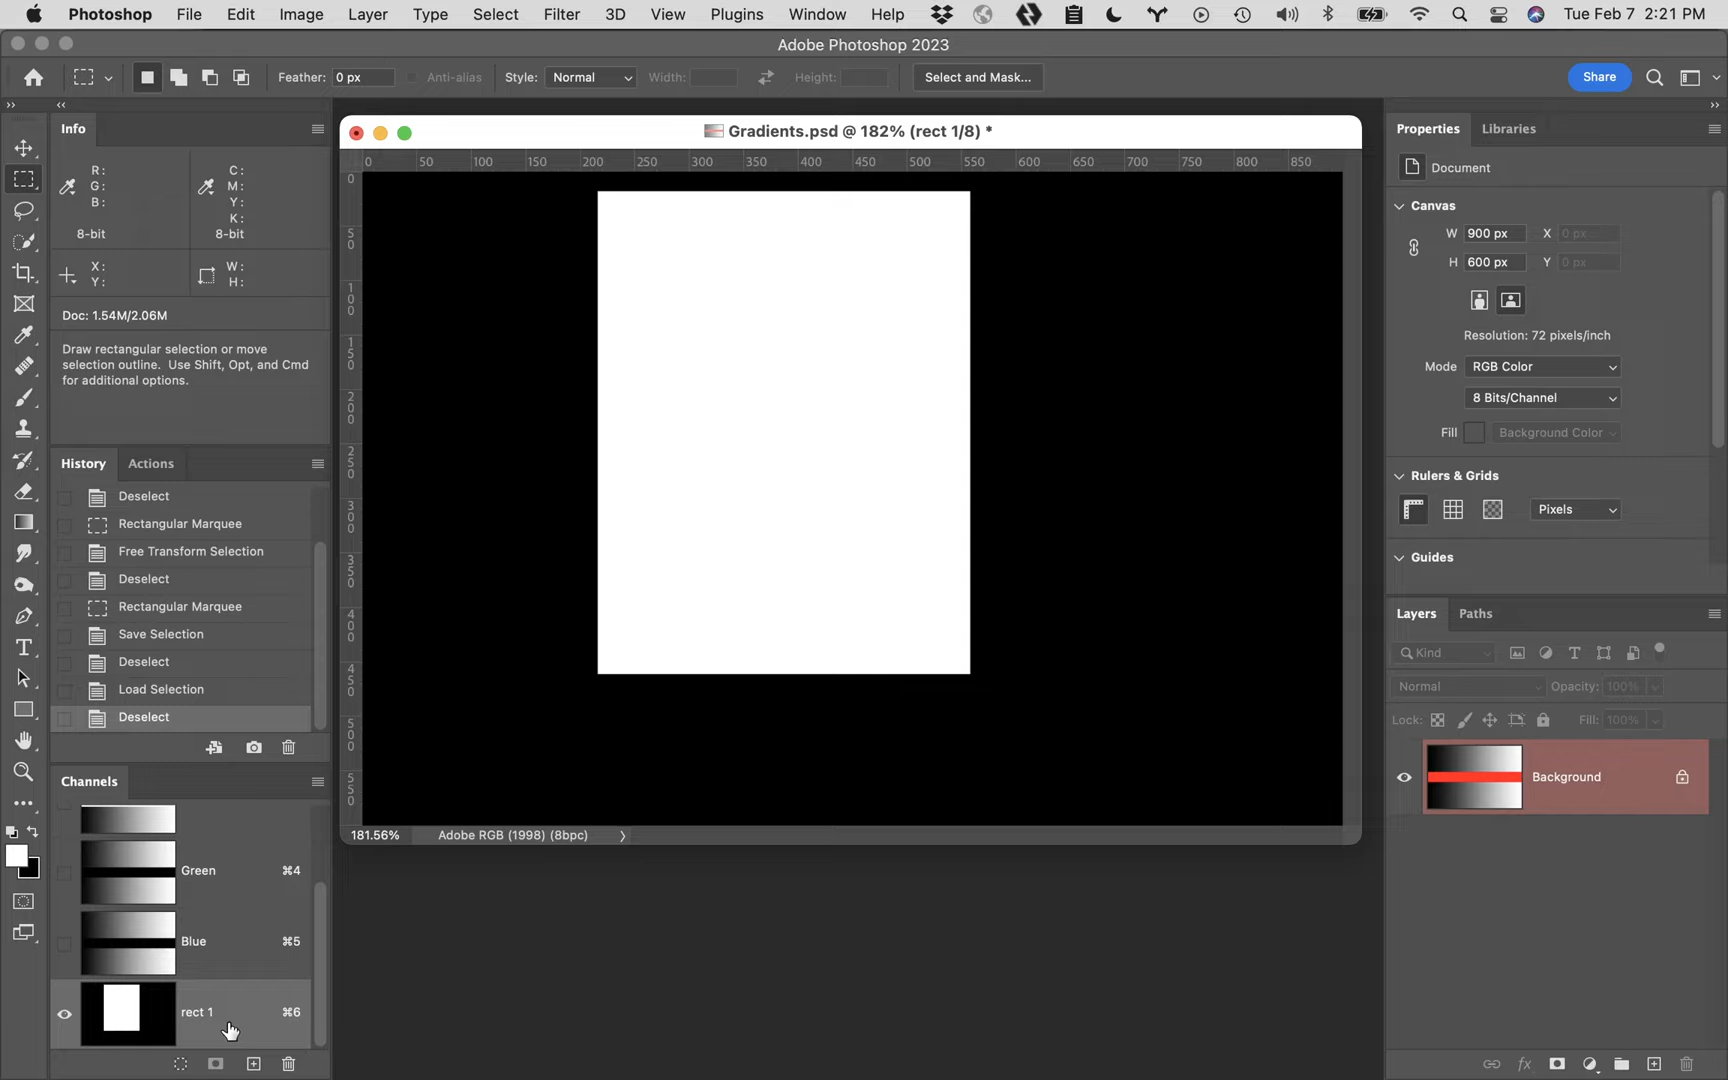 Photoshop File Edit Image Layer Type Select Filter 3D View Plugins Window Help Tue Feb 7 2:21 PM
Adobe Photoshop 2023
Feather: 0 px Anti-alias Style: Normal Width: Height: Select and Mask... Share
Info
R: C:
G: M:
B: Y:
K:
8-bit 8-bit
X: W:
Y: H:
Doc: 1.54M/2.06M
Draw rectangular selection or move
selection outline. Use Shift, Opt, and Cmd
for additional options.
History Actions
Deselect
Rectangular Marquee
Free Transform Selection
Deselect
Rectangular Marquee
Save Selection
Deselect
Load Selection
Deselect
Channels
Green ⌘4
Blue ⌘5
rect 1 ⌘6
Gradients.psd @ 182% (rect 1/8) *
0 50 100 150 200 250 300 350 400 450 500 550 600 650 700 750 800 850
0
50
100
150
200
250
300
350
400
450
500
550
181.56% Adobe RGB (1998) (8bpc)
Properties Libraries
Document
Canvas
W 900 px X 0 px
H 600 px Y 0 px
Resolution: 72 pixels/inch
Mode RGB Color
8 Bits/Channel
Fill Background Color
Rulers & Grids
Pixels
Guides
Layers Paths
Kind
Normal Opacity: 100%
Lock: Fill: 100%
Background
fx